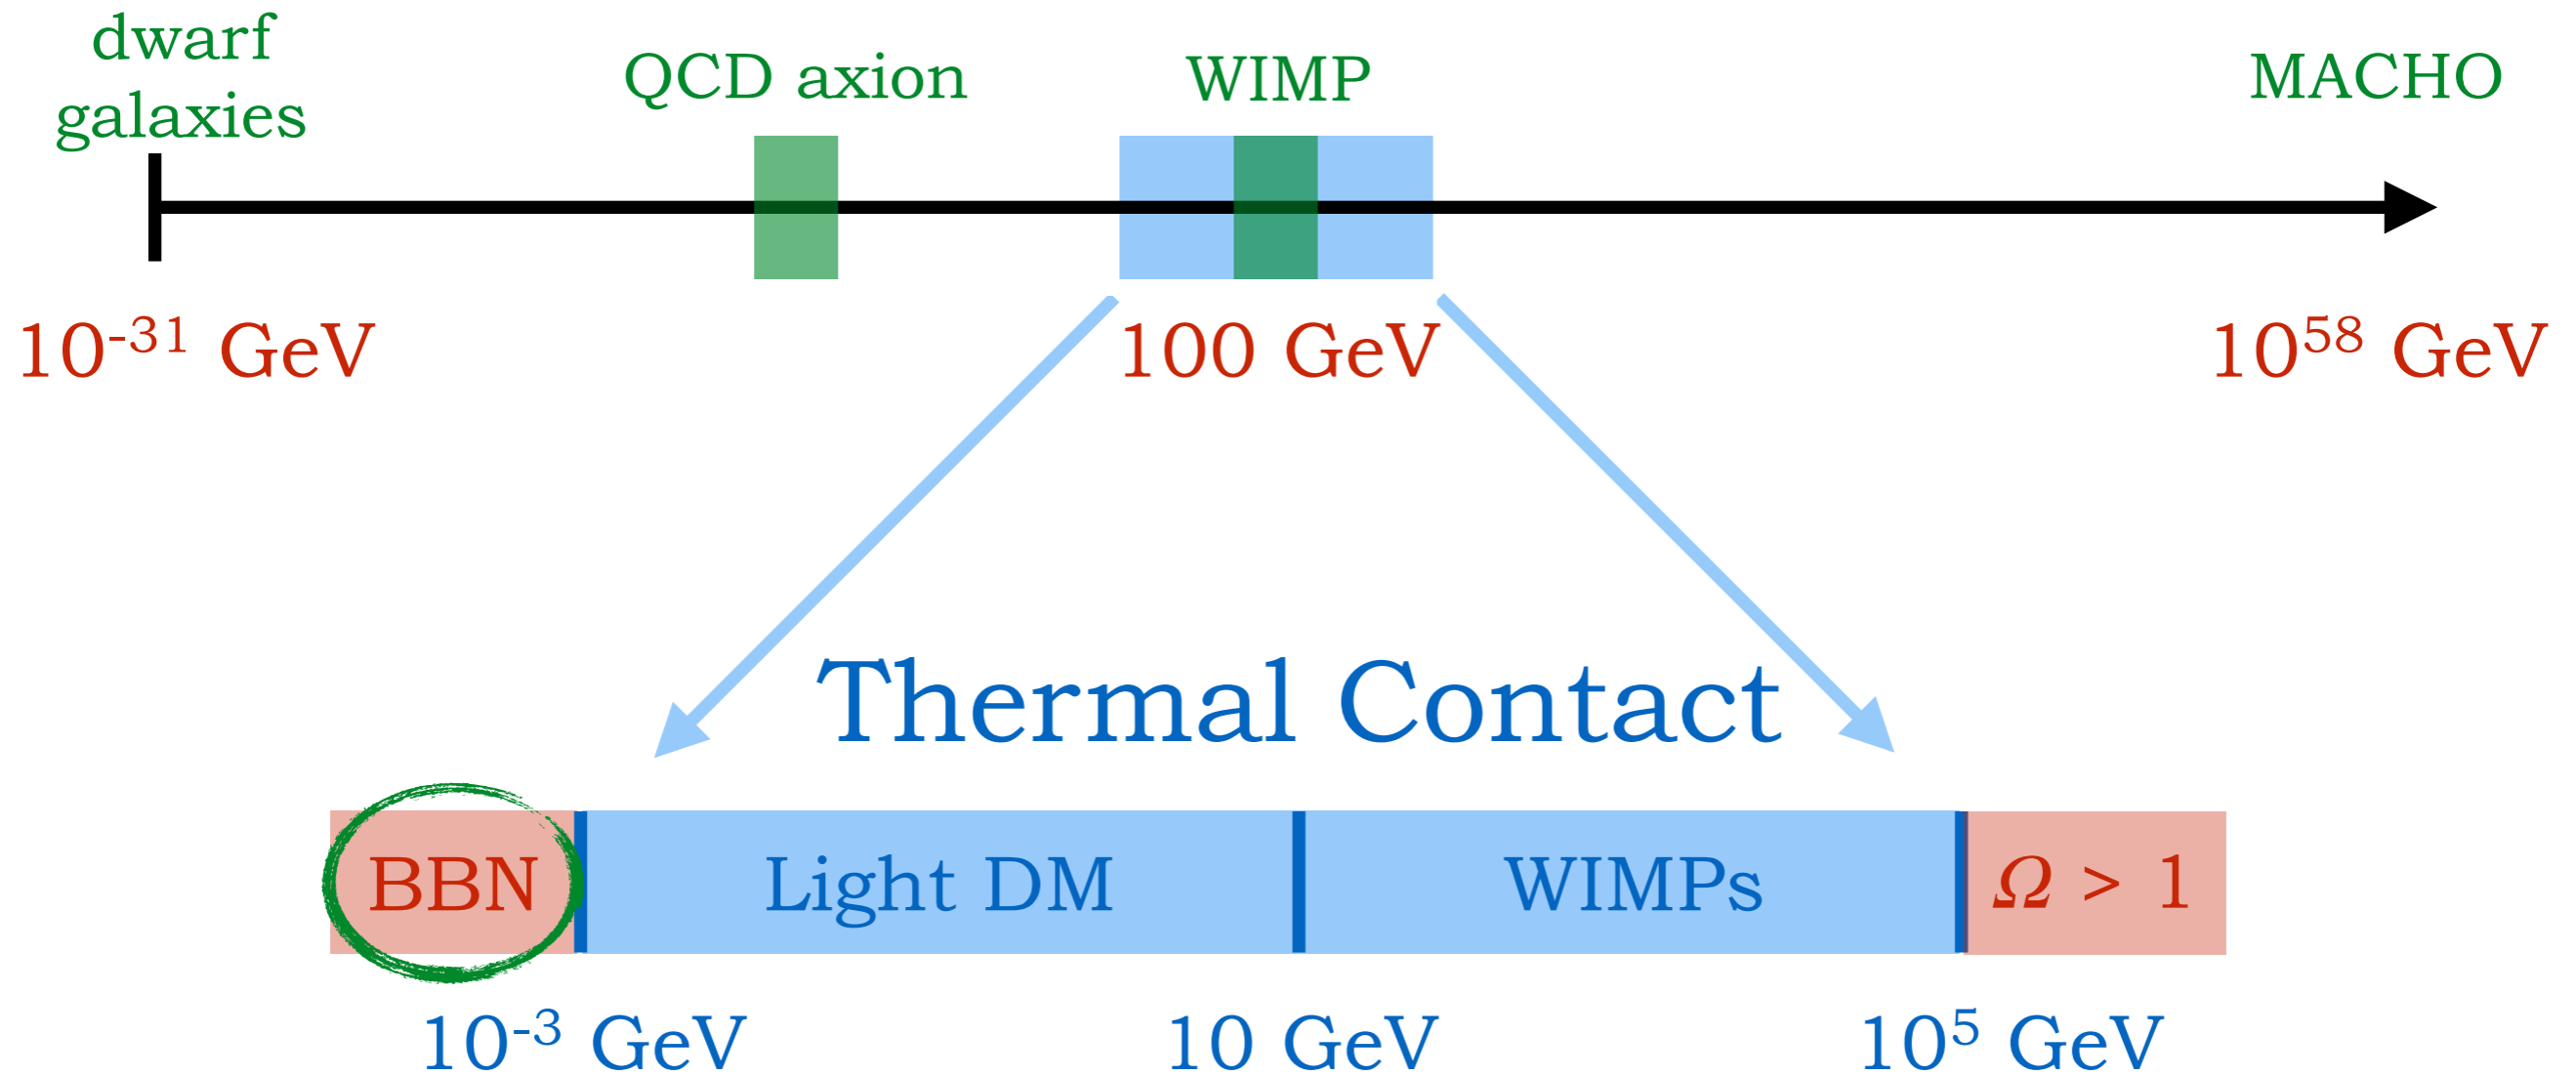 dwarf
galaxies
QCD axion
WIMP
MACHO
10⁻³¹ GeV
100 GeV
10⁵⁸ GeV
Thermal Contact
BBN
Light DM
WIMPs
Ω > 1
10⁻³ GeV
10 GeV
10⁵ GeV